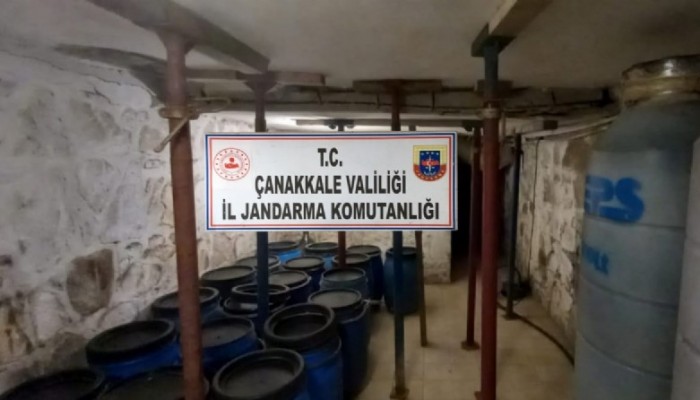 T.C.
ÇANAKKALE VALİLİĞİ
İL JANDARMA KOMUTANLIĞI